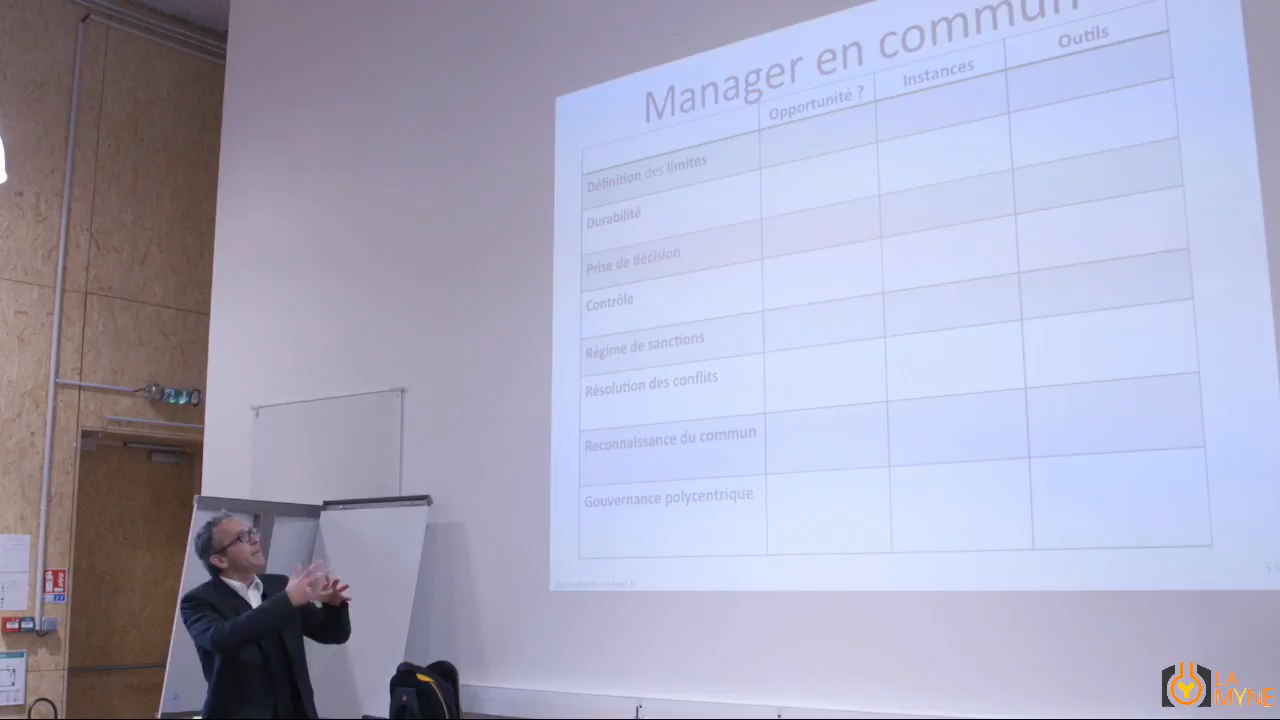 Manager en commun
Opportunité ? Instances Outils
Définition des limites
Durabilité
Prise de décision
Contrôle
Régime de sanctions
Résolution des conflits
Reconnaissance du commun
Gouvernance polycentrique
33
LA
MYNE